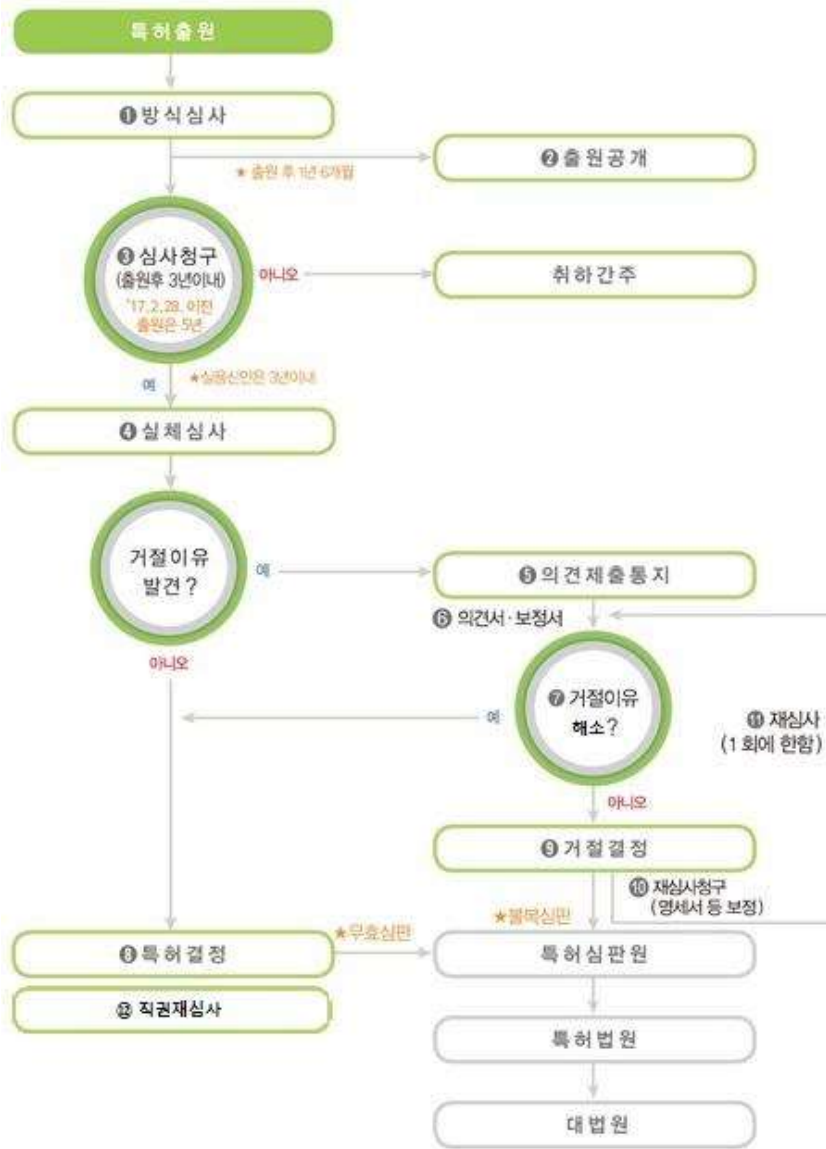 특허출원
❶ 방식심사
★ 출원 후 1년 6개월
❷ 출원공개
❸ 심사청구
(출원후 3년이내)
'17.2.28. 이전
출원은 5년
아니오
취하간주
예
★실용신안은 3년이내
❹ 실체심사
거절이유
발견?
예
❺ 의견제출통지
❻ 의견서·보정서
아니오
❼ 거절이유
해소?
예
⓫ 재심사
(1회에 한함)
아니오
❾ 거절결정
❿ 재심사청구
(명세서 등 보정)
★불복심판
❽ 특허결정
★무효심판
특허심판원
⓬ 직권재심사
특허법원
대법원